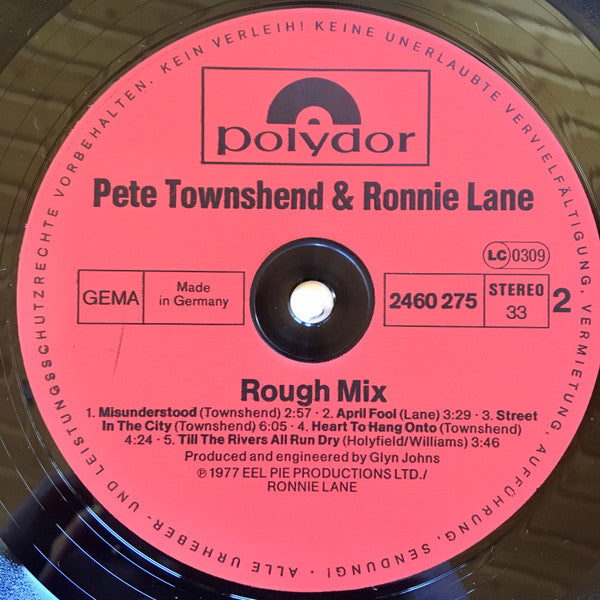 ALLE URHEBER- UND LEISTUNGSSCHUTZRECHTE VORBEHALTEN. KEIN VERLEIH! KEINE UNERLAUBTE VERVIELFÄLTIGUNG, VERMIETUNG, AUFFÜHRUNG, SENDUNG! ·
polydor
Pete Townshend & Ronnie Lane
LC 0309
GEMA
Made
in Germany
2460 275
STEREO
33
2
Rough Mix
1. Misunderstood (Townshend) 2:57 · 2. April Fool (Lane) 3:29 · 3. Street
In The City (Townshend) 6:05 · 4. Heart To Hang Onto (Townshend)
4:24 · 5. Till The Rivers All Run Dry (Holyfield/Williams) 3:46
Produced and engineered by Glyn Johns
℗ 1977 EEL PIE PRODUCTIONS LTD./
RONNIE LANE